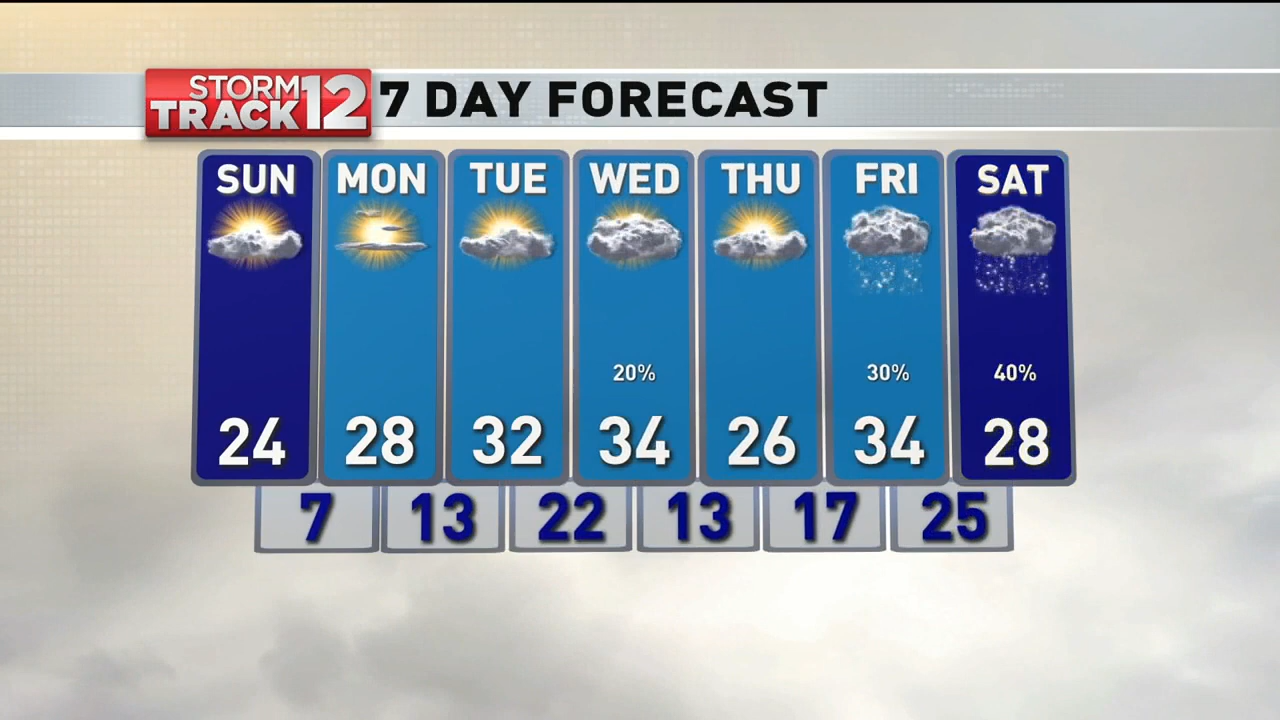 STORM
TRACK 12
7 DAY FORECAST
SUN MON TUE WED THU FRI SAT
20% 30% 40%
24 28 32 34 26 34 28
7 13 22 13 17 25